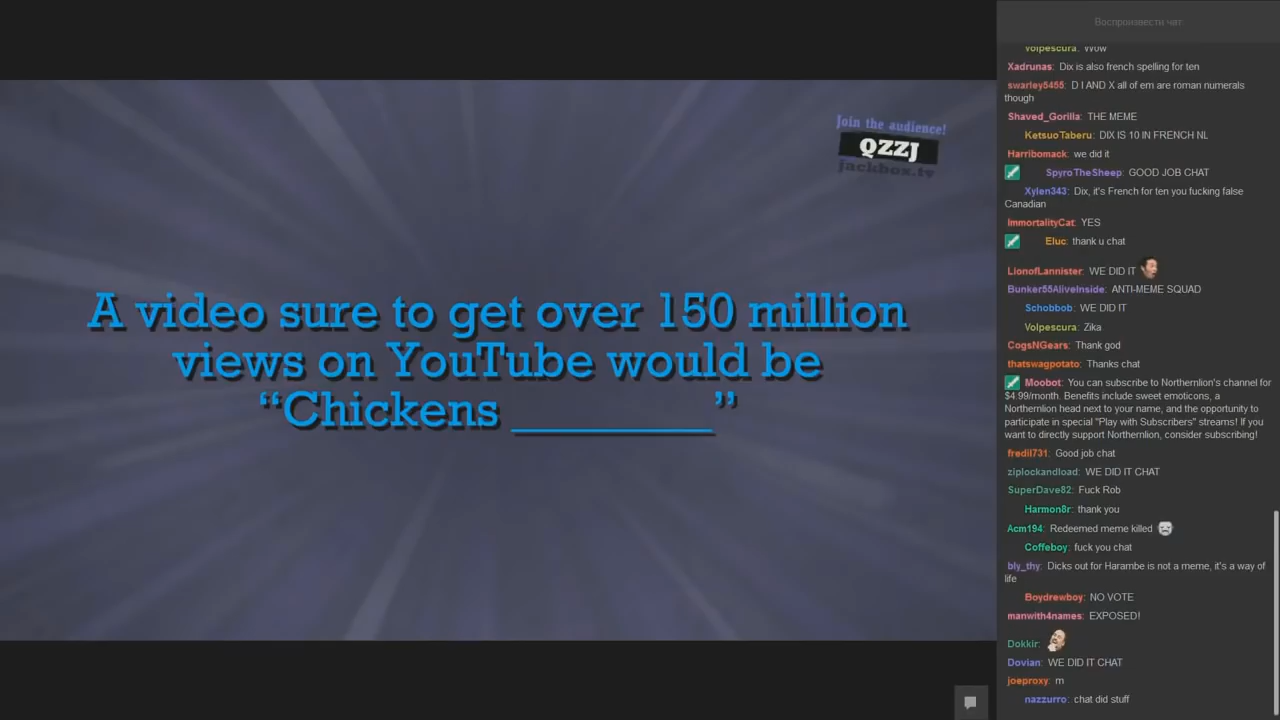 Join the audience!
QZZJ
jackbox.tv
A video sure to get over 150 million
views on YouTube would be
“Chickens ________”
Воспроизвести чат
Volpescura: Wow
Xadrunas: Dix is also french spelling for ten
swarley5455: D I AND X all of em are roman numerals
though
Shaved_Gorilla: THE MEME
KetsuoTaberu: DIX IS 10 IN FRENCH NL
Harribomack: we did it
SpyroTheSheep: GOOD JOB CHAT
Xylen343: Dix, it's French for ten you fucking false
Canadian
ImmortalityCat: YES
Eluc: thank u chat
LionofLannister: WE DID IT
Bunker55AliveInside: ANTI-MEME SQUAD
Schobbob: WE DID IT
Volpescura: Zika
CogsNGears: Thank god
thatswagpotato: Thanks chat
Moobot: You can subscribe to Northernlion's channel for
$4.99/month. Benefits include sweet emoticons, a
Northernlion head next to your name, and the opportunity to
participate in special "Play with Subscribers" streams! If you
want to directly support Northernlion, consider subscribing!
fredil731: Good job chat
ziplockandload: WE DID IT CHAT
SuperDave82: Fuck Rob
Harmon8r: thank you
Acm194: Redeemed meme killed
Coffeboy: fuck you chat
bly_thy: Dicks out for Harambe is not a meme, it's a way of
life
Boydrewboy: NO VOTE
manwith4names: EXPOSED!
Dokkir:
Dovian: WE DID IT CHAT
joeproxy: m
nazzurro: chat did stuff